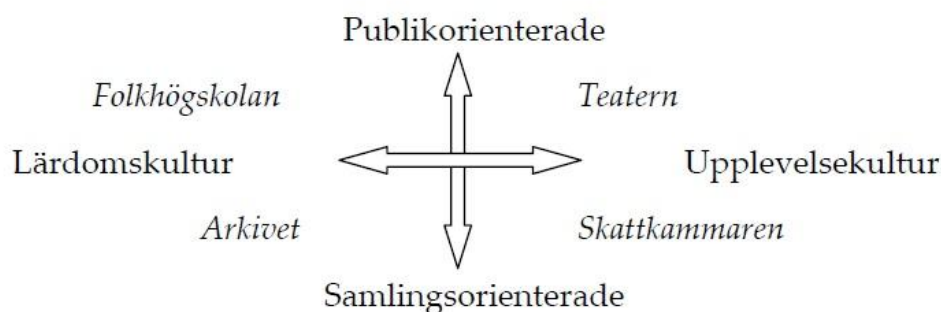 Publikorienterade
Folkhögskolan Teatern
Lärdomskultur Upplevelsekultur
Arkivet Skattkammaren
Samlingsorienterade